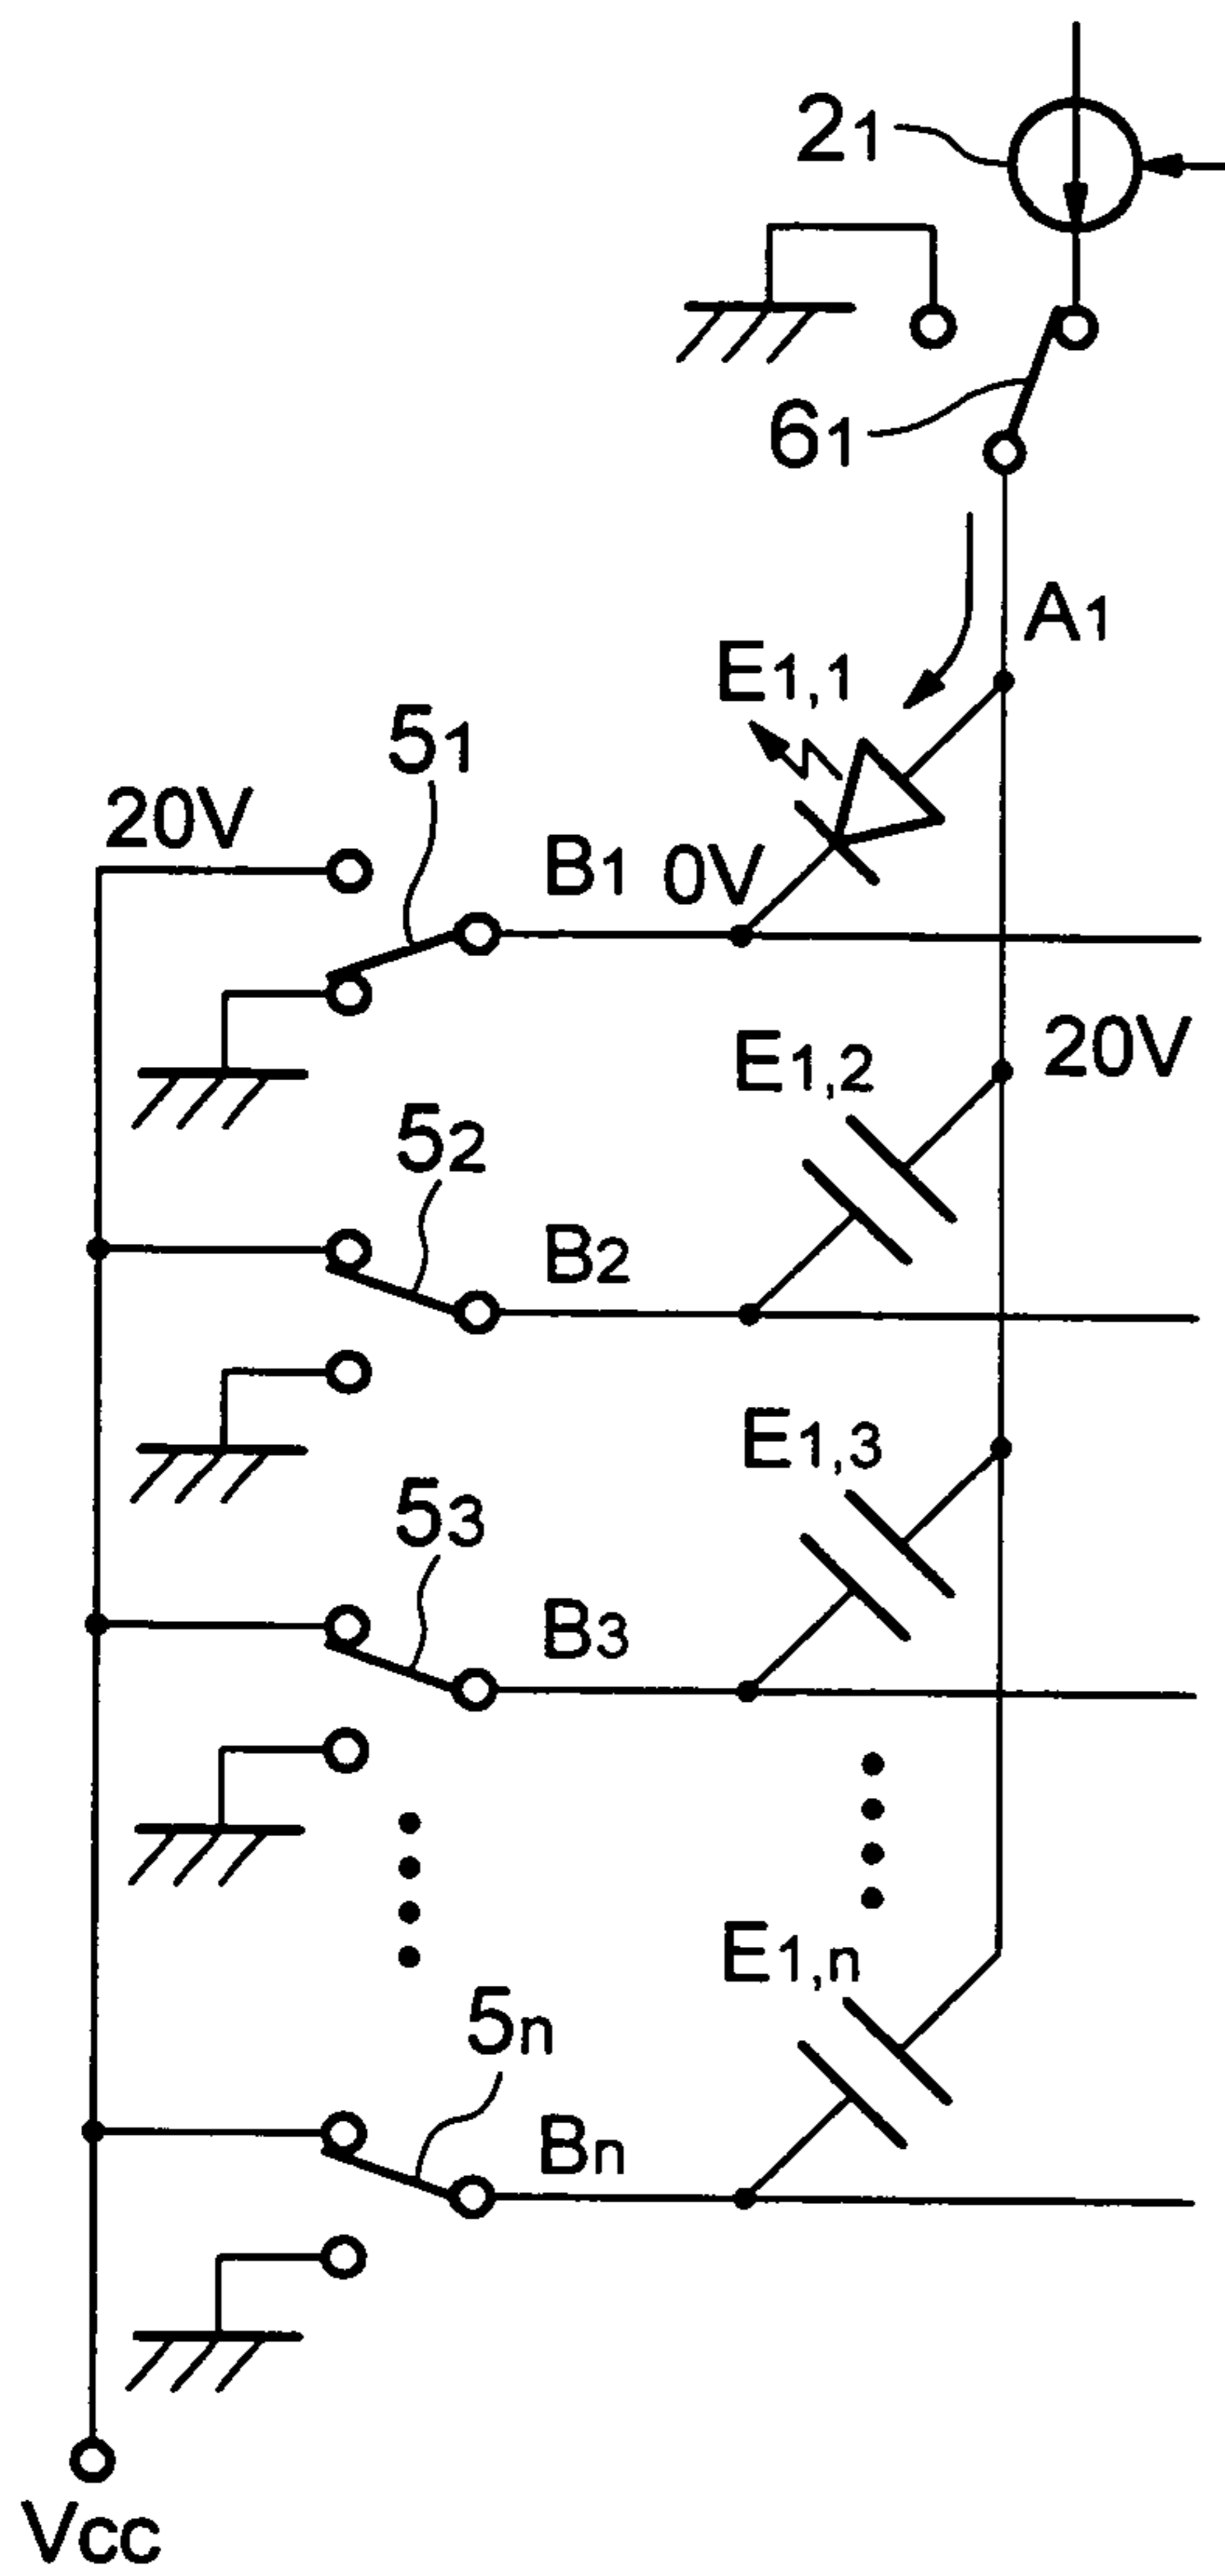 21
61
A1
E1,1
51
20V
B1 0V
E1,2
20V
52
B2
E1,3
53
B3
E1,n
5n
Bn
Vcc